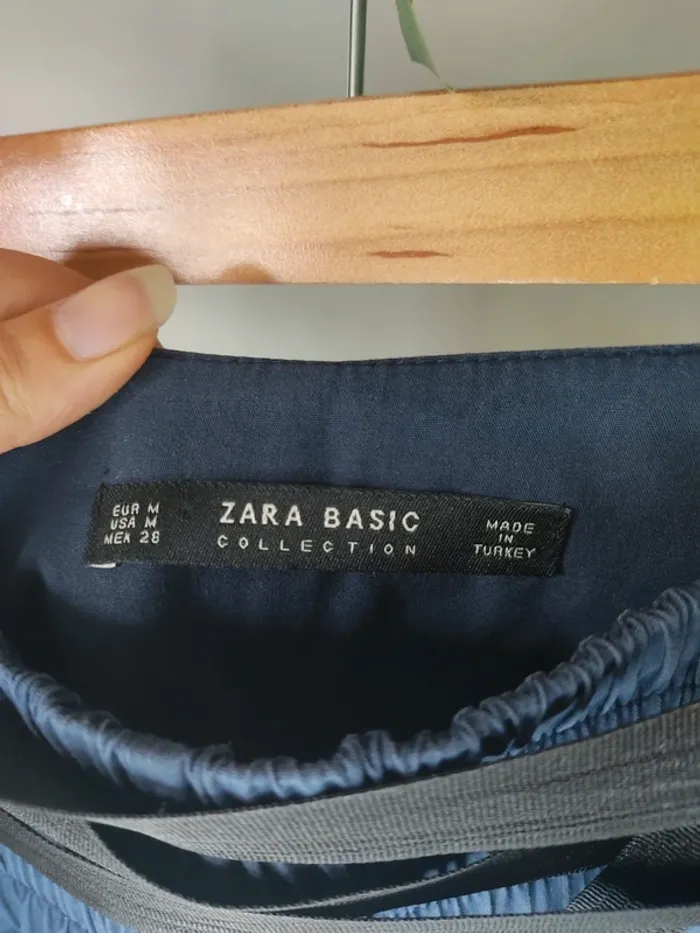 EUR M
USA M
MEX 28
ZARA BASIC
COLLECTION
MADE
IN
TURKEY